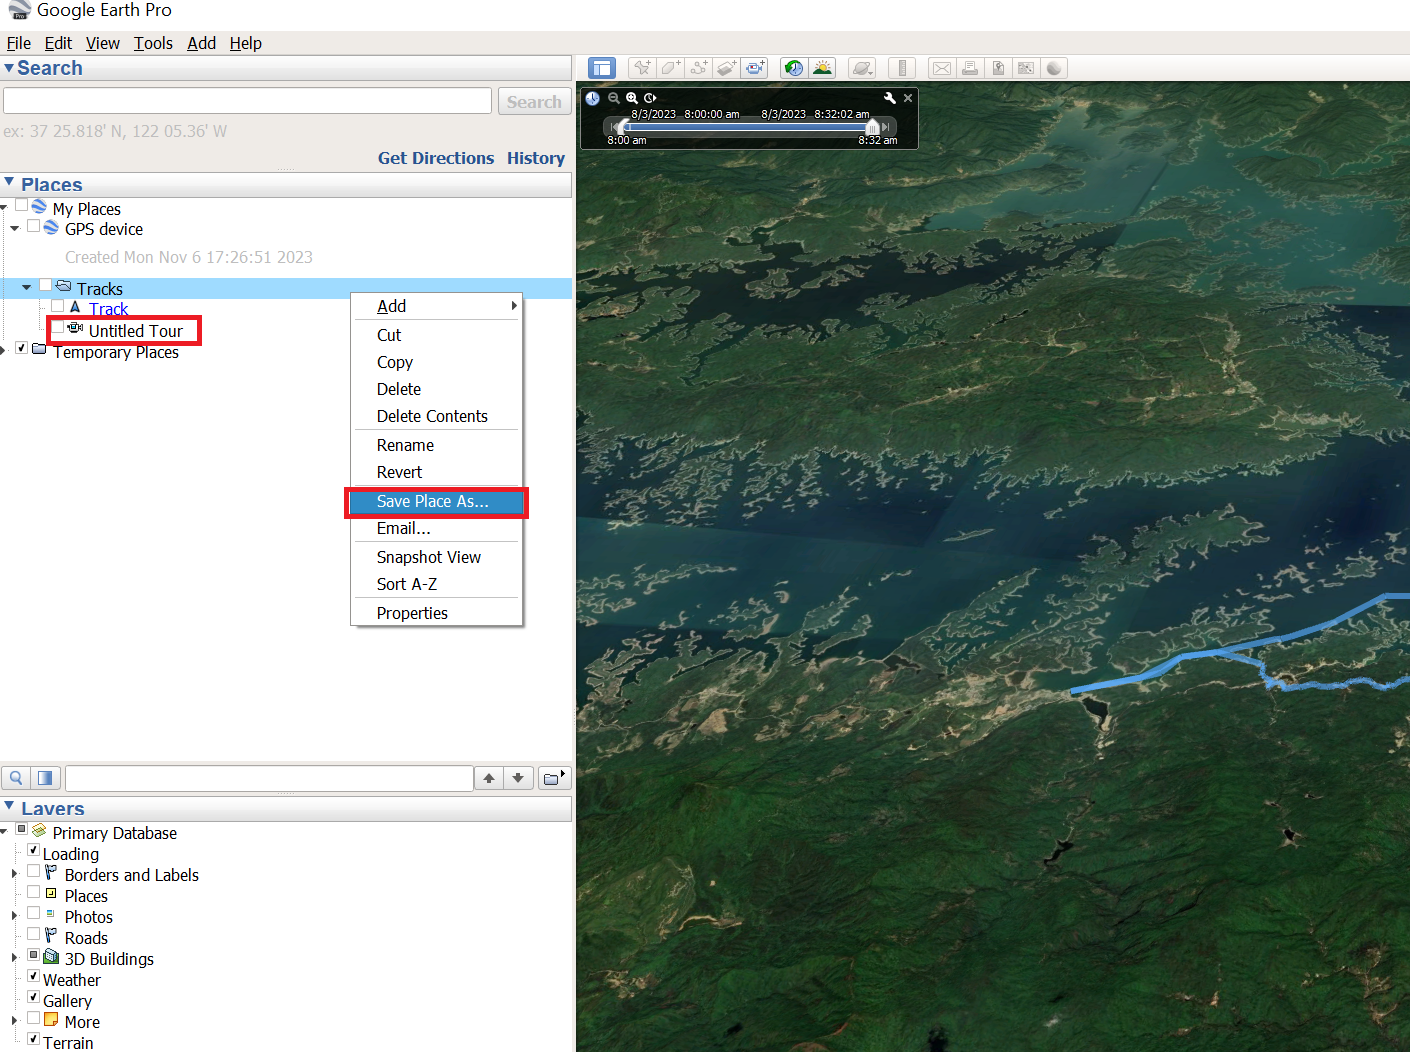 Google Earth Pro
File Edit View Tools Add Help
Search
Search
ex: 37 25.818' N, 122 05.36' W
Get Directions History
Places
My Places
GPS device
Created Mon Nov 6 17:26:51 2023
Tracks
Track
Untitled Tour
Temporary Places
Add
Cut
Copy
Delete
Delete Contents
Rename
Revert
Save Place As...
Email...
Snapshot View
Sort A-Z
Properties
8/3/2023 8:00:00 am 8/3/2023 8:32:02 am
8:00 am 8:32 am
Layers
Primary Database
Loading
Borders and Labels
Places
Photos
Roads
3D Buildings
Weather
Gallery
More
Terrain